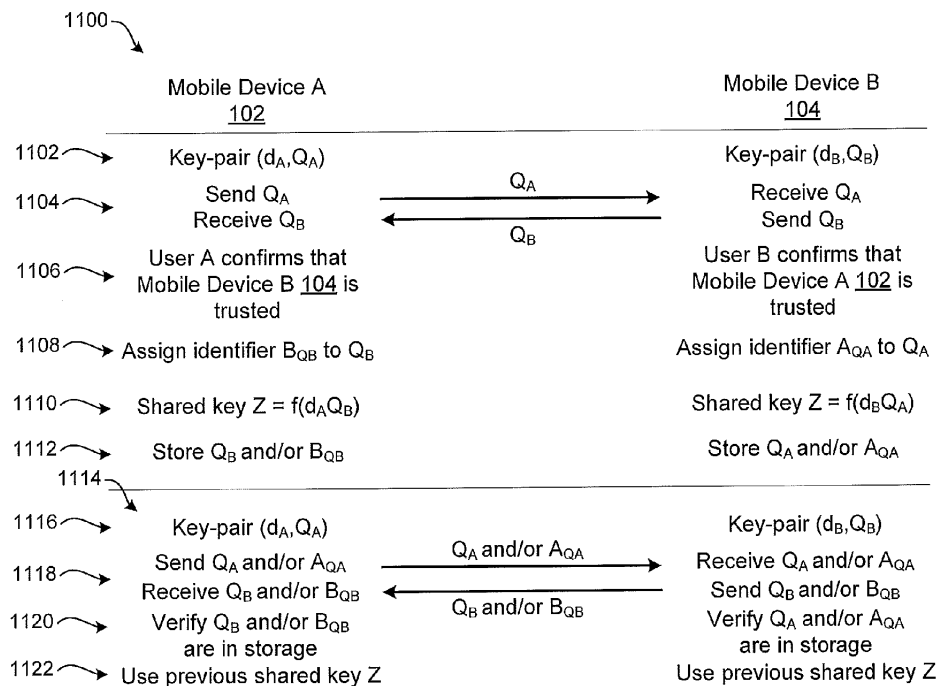 1100
Mobile Device A
102
Mobile Device B
104
1102
Key-pair (dA,QA)
Key-pair (dB,QB)
1104
Send QA
Receive QB
QA
QB
Receive QA
Send QB
1106
User A confirms that
Mobile Device B 104 is
trusted
User B confirms that
Mobile Device A 102 is
trusted
1108
Assign identifier BQB to QB
Assign identifier AQA to QA
1110
Shared key Z = f(dAQB)
Shared key Z = f(dBQA)
1112
Store QB and/or BQB
Store QA and/or AQA
1114
1116
Key-pair (dA,QA)
Key-pair (dB,QB)
1118
Send QA and/or AQA
Receive QB and/or BQB
QA and/or AQA
QB and/or BQB
Receive QA and/or AQA
Send QB and/or BQB
1120
Verify QB and/or BQB
are in storage
Verify QA and/or AQA
are in storage
1122
Use previous shared key Z
Use previous shared key Z